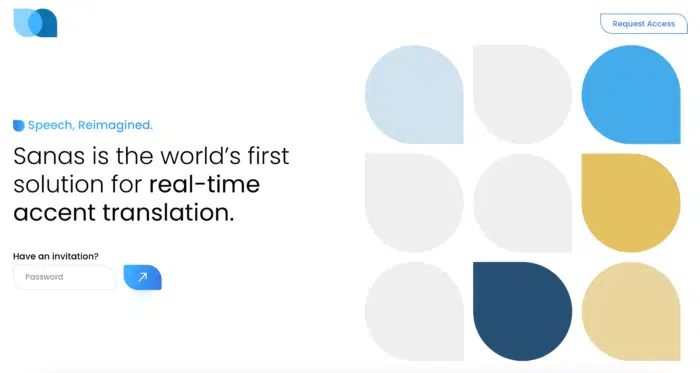 Request Access
Speech, Reimagined.
Sanas is the world’s first
solution for real-time
accent translation.
Have an invitation?
Password